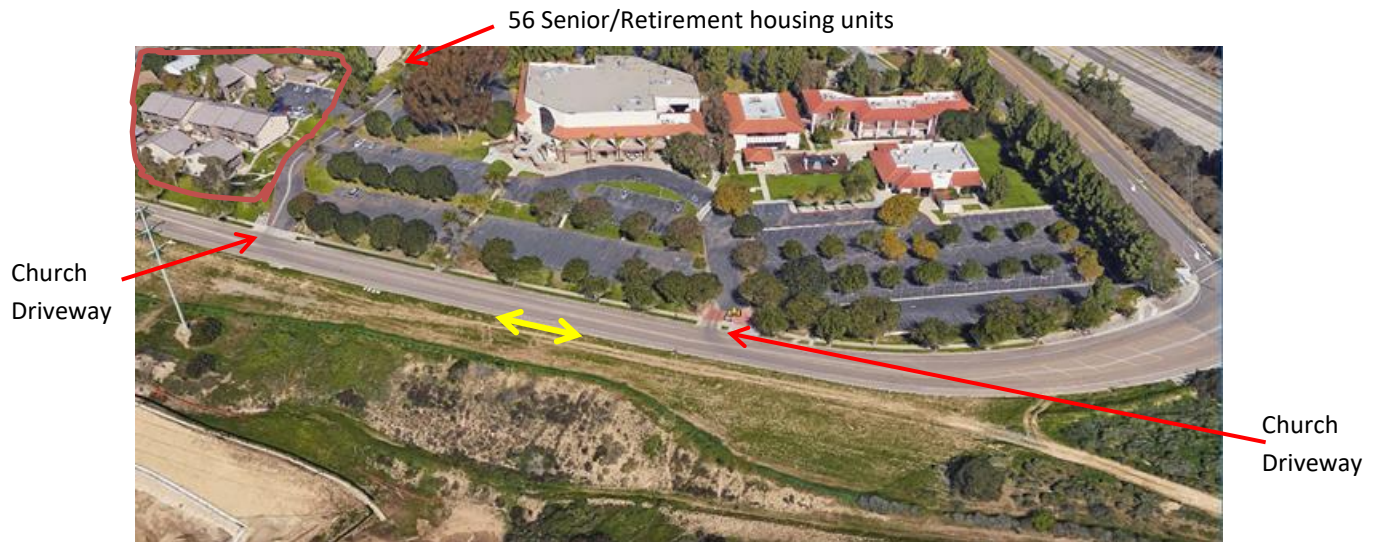 56 Senior/Retirement housing units
Church
Driveway
Church
Driveway